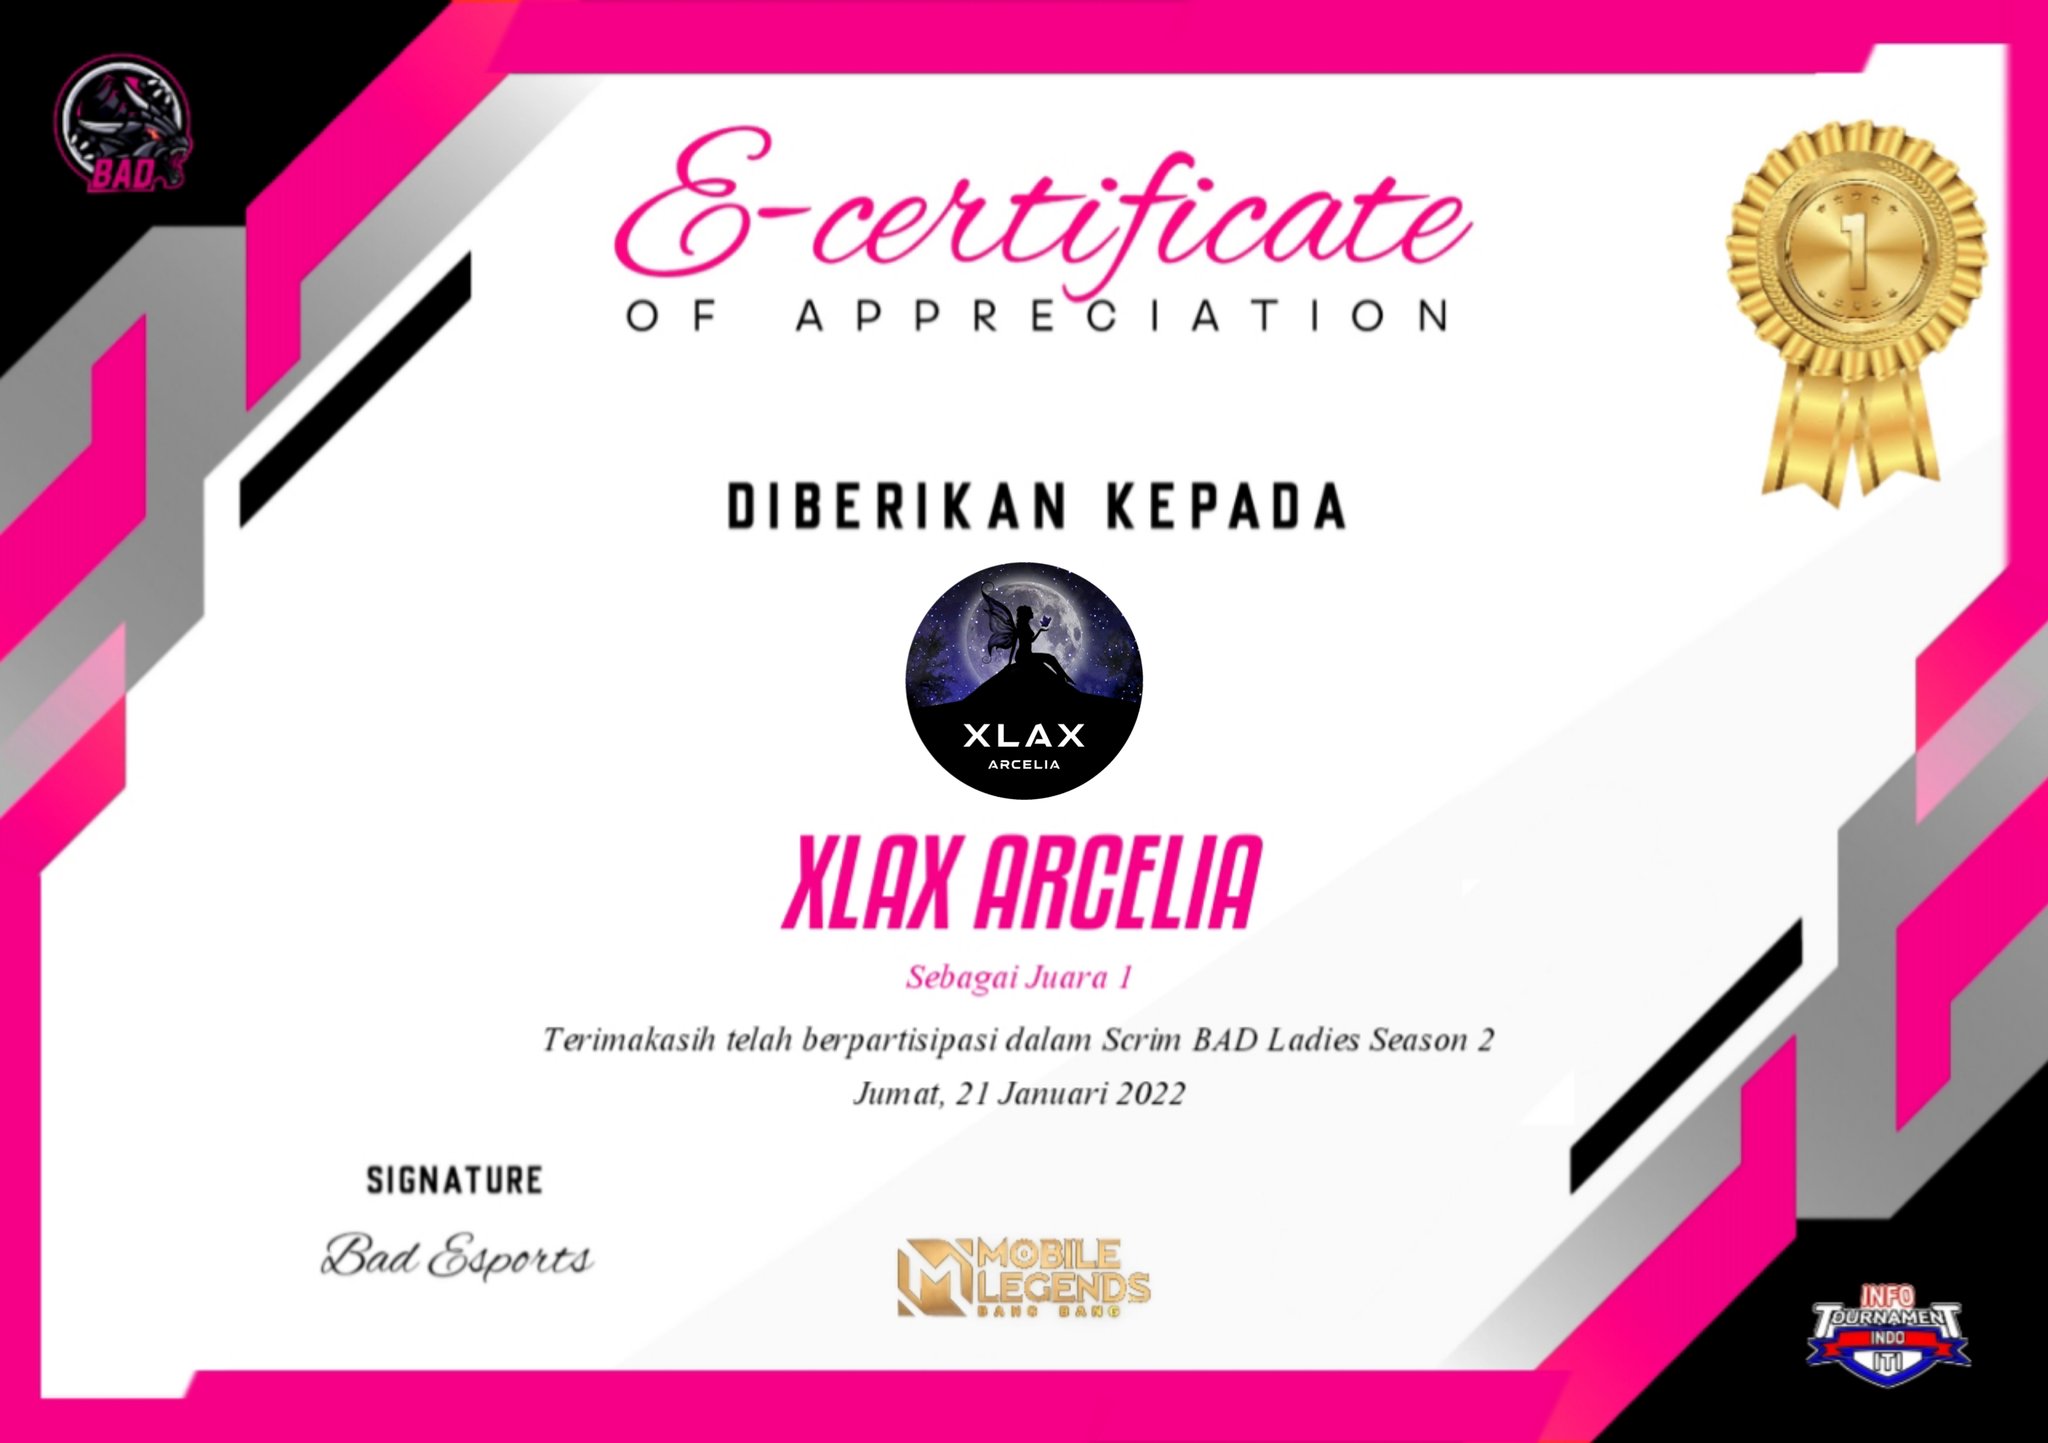 BAD
E-certificate
OF APPRECIATION
1
DIBERIKAN KEPADA
XLAX
ARCELIA
XLAX ARCELIA
Sebagai Juara 1
Terimakasih telah berpartisipasi dalam Scrim BAD Ladies Season 2
Jumat, 21 Januari 2022
SIGNATURE
Bad Esports
MOBILE
LEGENDS
BANG BANG
INFO
TOURNAMENT
INDO
ITI